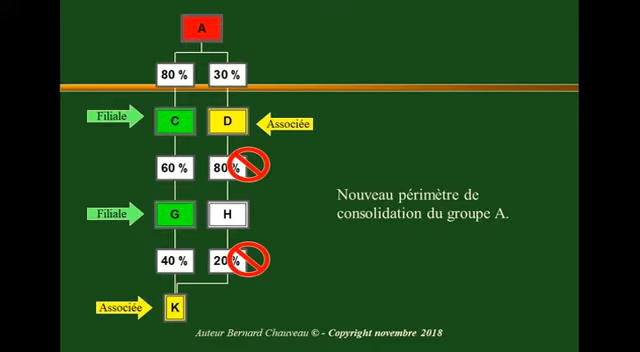 A
80 %
30 %
Filiale
C
D
Associée
60 %
80 %
Filiale
G
H
Nouveau périmètre de
consolidation du groupe A.
40 %
20 %
Associée
K
Auteur Bernard Chauveau © - Copyright novembre 2018